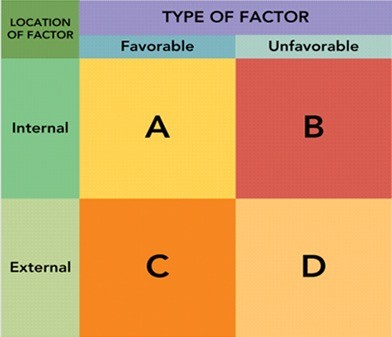 LOCATION
OF FACTOR
TYPE OF FACTOR
Favorable
Unfavorable
Internal
A
B
External
C
D